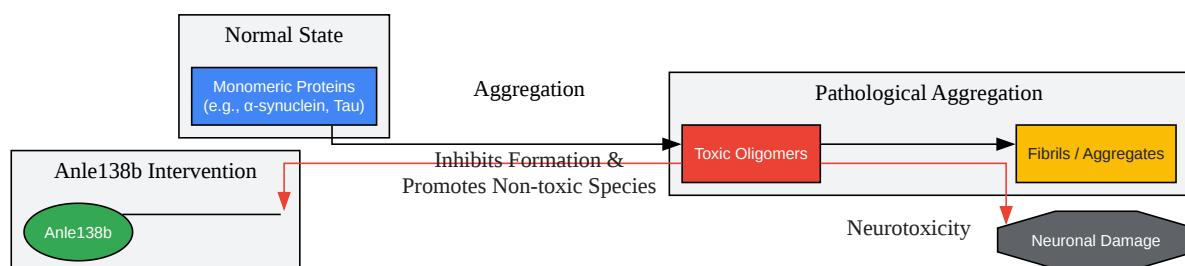 Normal State
Monomeric Proteins
(e.g., α-synuclein, Tau)
Aggregation
Pathological Aggregation
Toxic Oligomers
Fibrils / Aggregates
Inhibits Formation &
Promotes Non-toxic Species
Anle138b Intervention
Anle138b
Neurotoxicity
Neuronal Damage